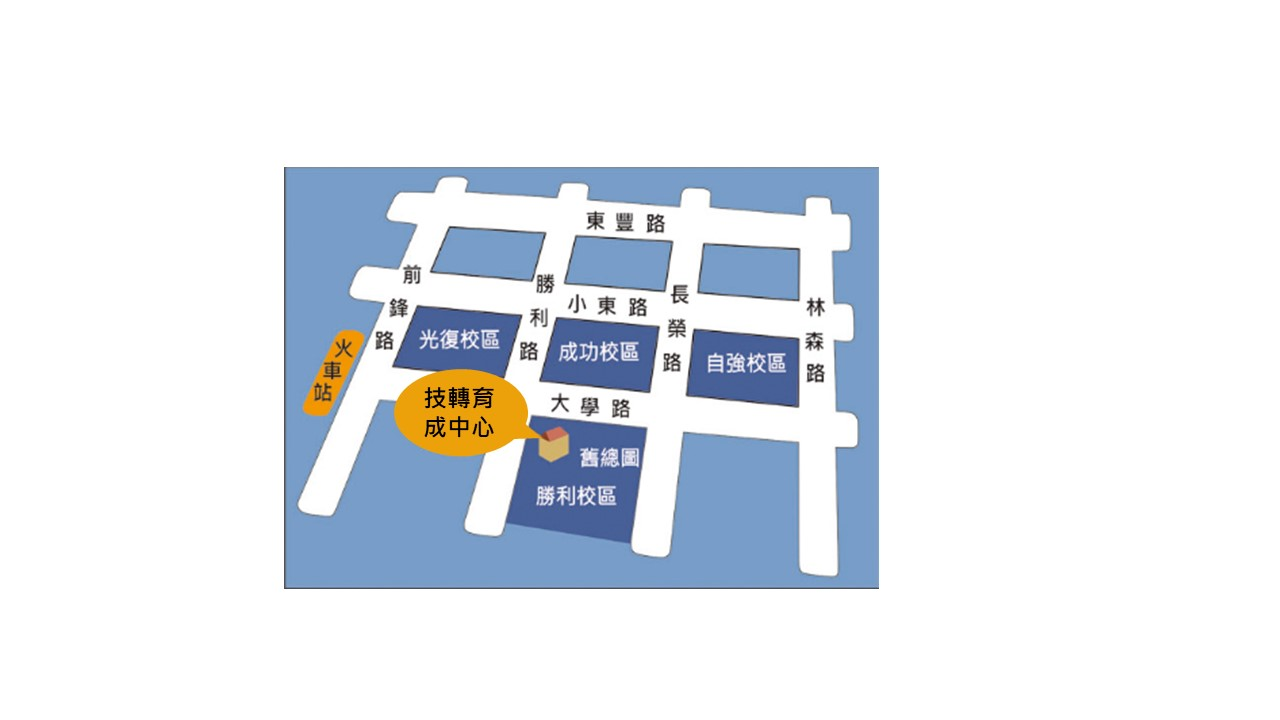 東豐路
前鋒路
勝利路
小東路
長榮路
林森路
光復校區
成功校區
自強校區
火車站
技轉育
成中心
大學路
舊總圖
勝利校區